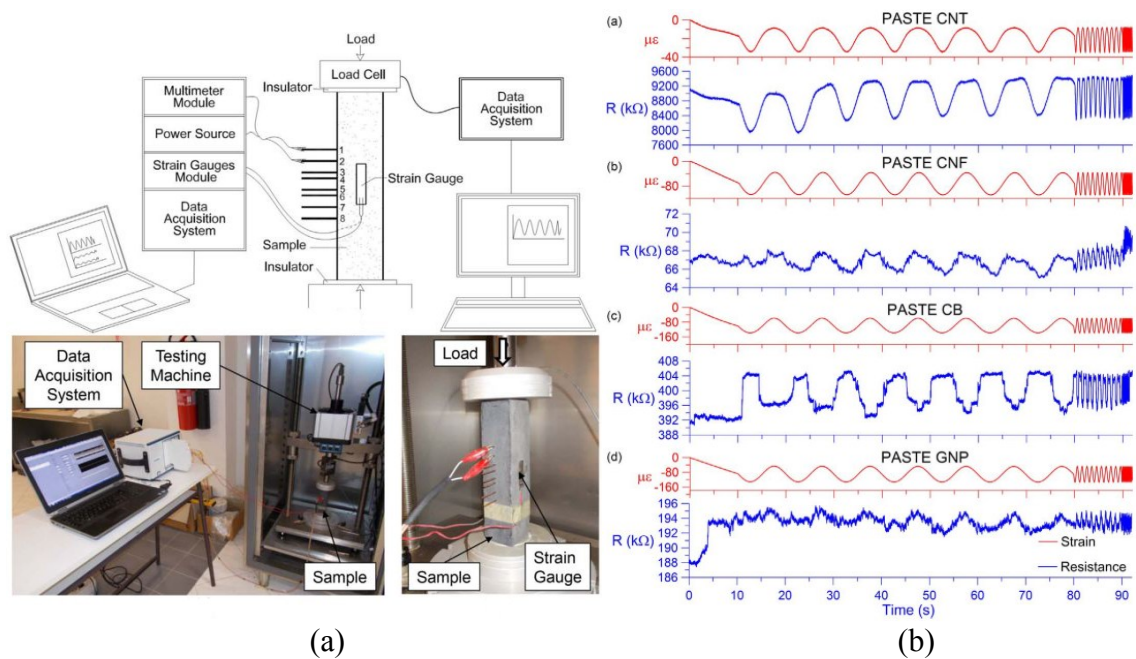 Load
Load Cell
Insulator
Multimeter
Module
Power Source
Strain Gauges
Module
Data
Acquisition
System
Data
Acquisition
System
1
2
3
4
5
6
7
8
Strain Gauge
Sample
Insulator
Data
Acquisition
System
Testing
Machine
Sample
Load
Sample
Strain
Gauge
(a)
(a)
PASTE CNT
0
με
-40
9600
8800
R (kΩ)
8400
8000
7600
(b)
PASTE CNF
0
με
-80
72
70
R (kΩ)
68
66
64
(c)
PASTE CB
0
με
-80
-160
408
404
R (kΩ)
396
392
388
(d)
PASTE GNP
0
με
-80
-160
196
194
R (kΩ)
192
190
188
186
Strain
Resistance
0 10 20 30 40 50 60 70 80 90
Time (s)
(b)